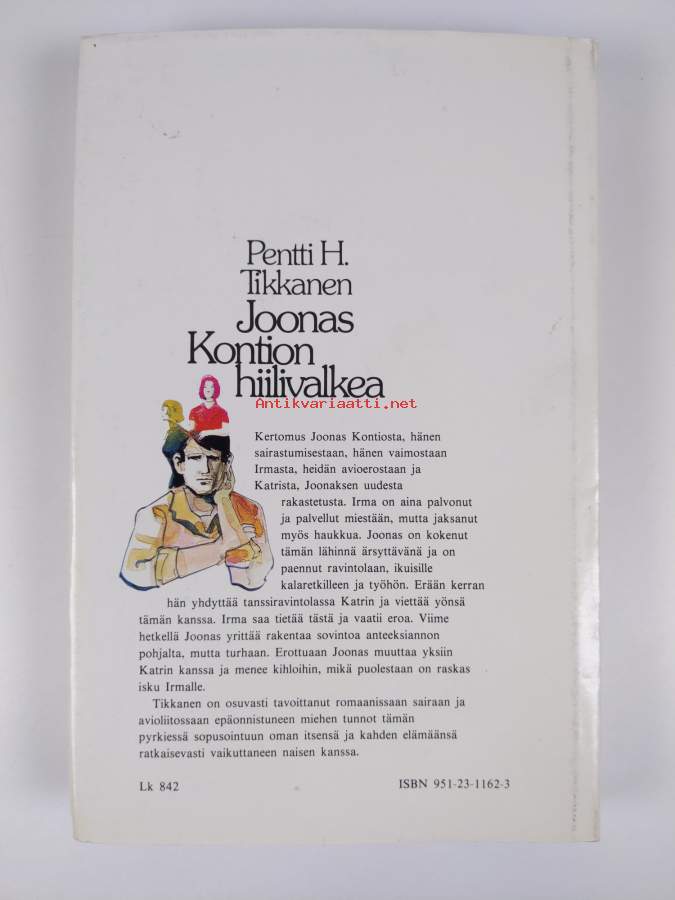 Pentti H.
Tikkanen
Joonas
Kontion
hiilivalkea
Antikvariaatti.net
Kertomus Joonas Kontiosta, hänen
sairastumisestaan, hänen vaimostaan
Irmasta, heidän avioerostaan ja
Katrista, Joonaksen uudesta
rakastetusta. Irma on aina palvonut
ja palvellut miestään, mutta jaksanut
myös haukkua. Joonas on kokenut
tämän lähinnä ärsyttävänä ja on
paennut ravintolaan, ikuisille
kalaretkilleen ja työhön. Erään kerran
hän yhdyttää tanssiravintolassa Katrin ja viettää yönsä
tämän kanssa. Irma saa tietää tästä ja vaatii eroa. Viime
hetkellä Joonas yrittää rakentaa sovintoa anteeksiannon
pohjalta, mutta turhaan. Erottuaan Joonas muuttaa yksiin
Katrin kanssa ja menee kihloihin, mikä puolestaan on raskas
isku Irmalle.
Tikkanen on osuvasti tavoittanut romaanissaan sairaan ja
avioliitossaan epäonnistuneen miehen tunnot tämän
pyrkiessä sopusointuun oman itsensä ja kahden elämäänsä
ratkaisevasti vaikuttaneen naisen kanssa.
Lk 842
ISBN 951-23-1162-3